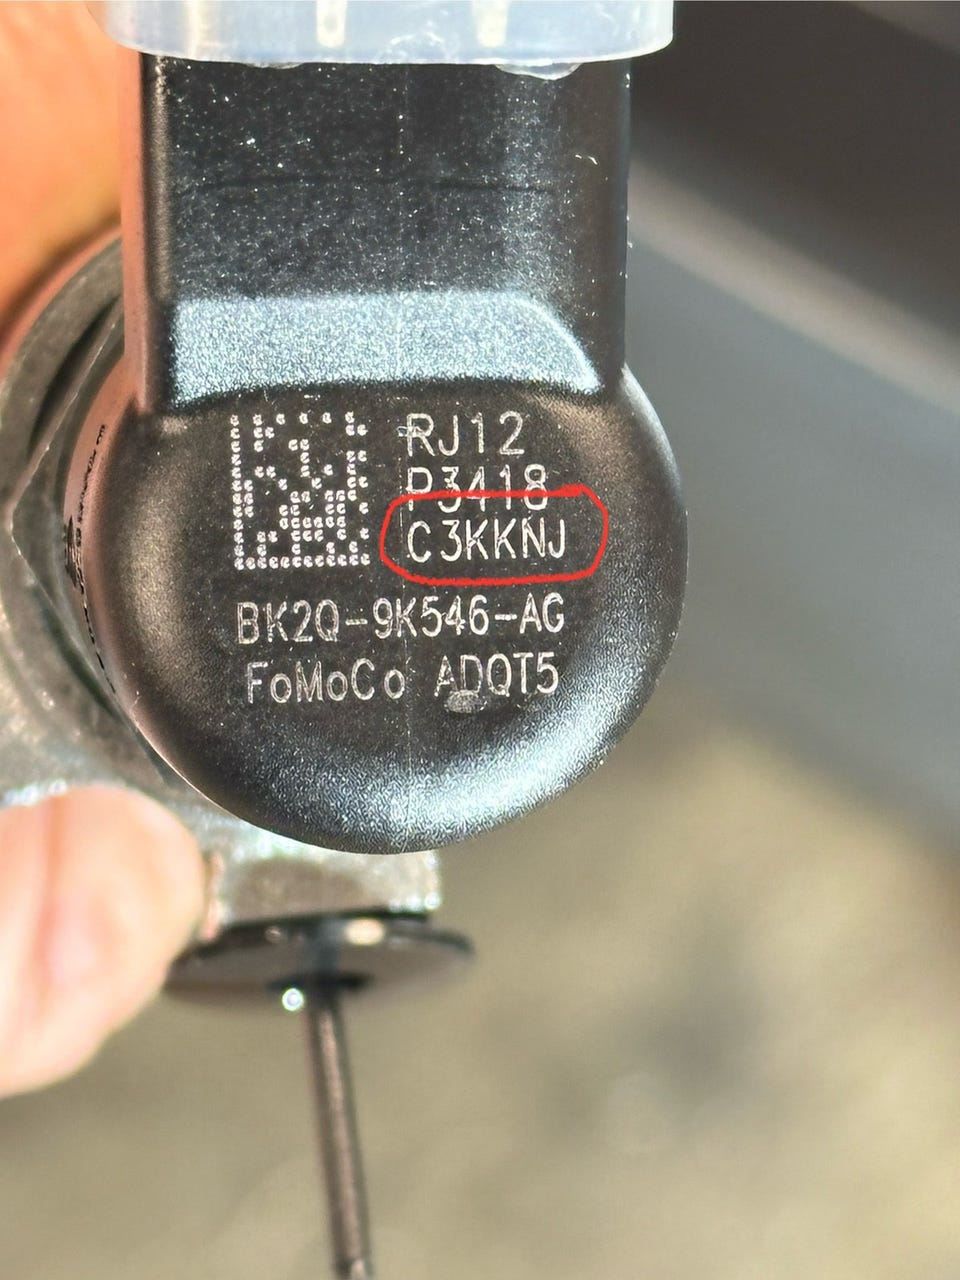 RJ12
P3418
C3KKNJ
BK2Q-9K546-AG
FoMoCo ADQT5